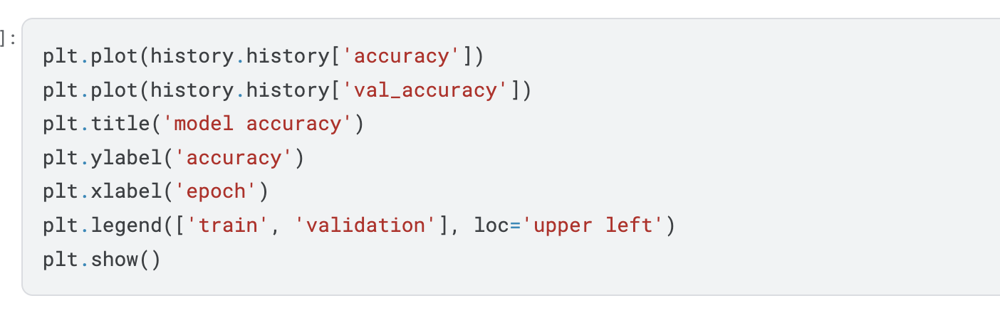 ]:
plt.plot(history.history['accuracy'])
plt.plot(history.history['val_accuracy'])
plt.title('model accuracy')
plt.ylabel('accuracy')
plt.xlabel('epoch')
plt.legend(['train', 'validation'], loc='upper left')
plt.show()